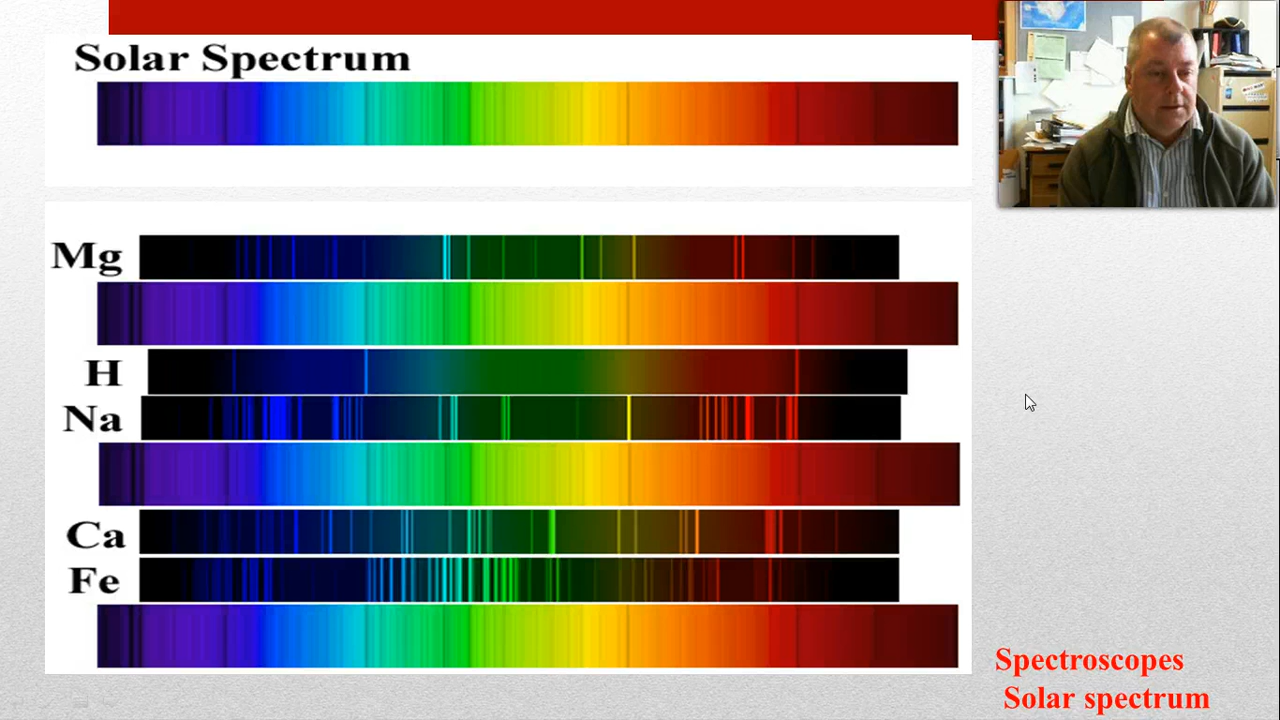 Solar Spectrum
Mg
H
Na
Ca
Fe
Spectroscopes
Solar spectrum